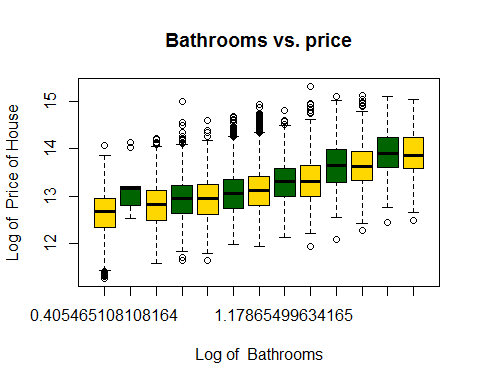 Bathrooms vs. price
Log of Price of House
15
14
13
12
0.405465108108164 1.17865499634165
Log of Bathrooms